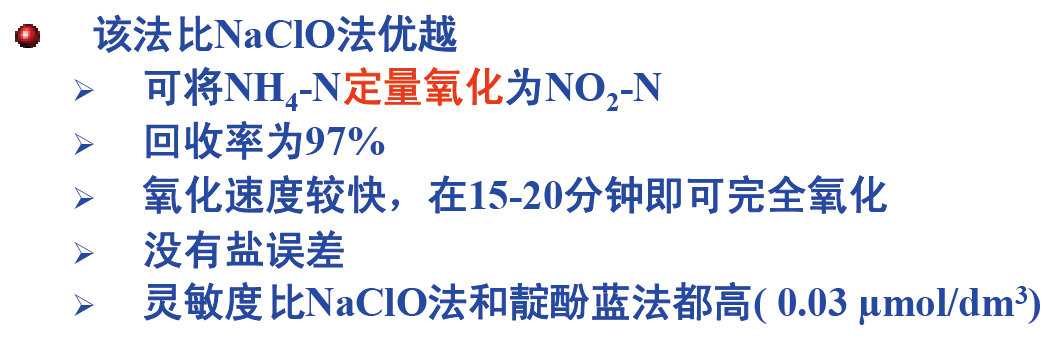 该法比NaClO法优越
可将NH₄-N定量氧化为NO₂-N
回收率为97%
氧化速度较快，在15-20分钟即可完全氧化
没有盐误差
灵敏度比NaClO法和靛酚蓝法都高( 0.03 μmol/dm³)